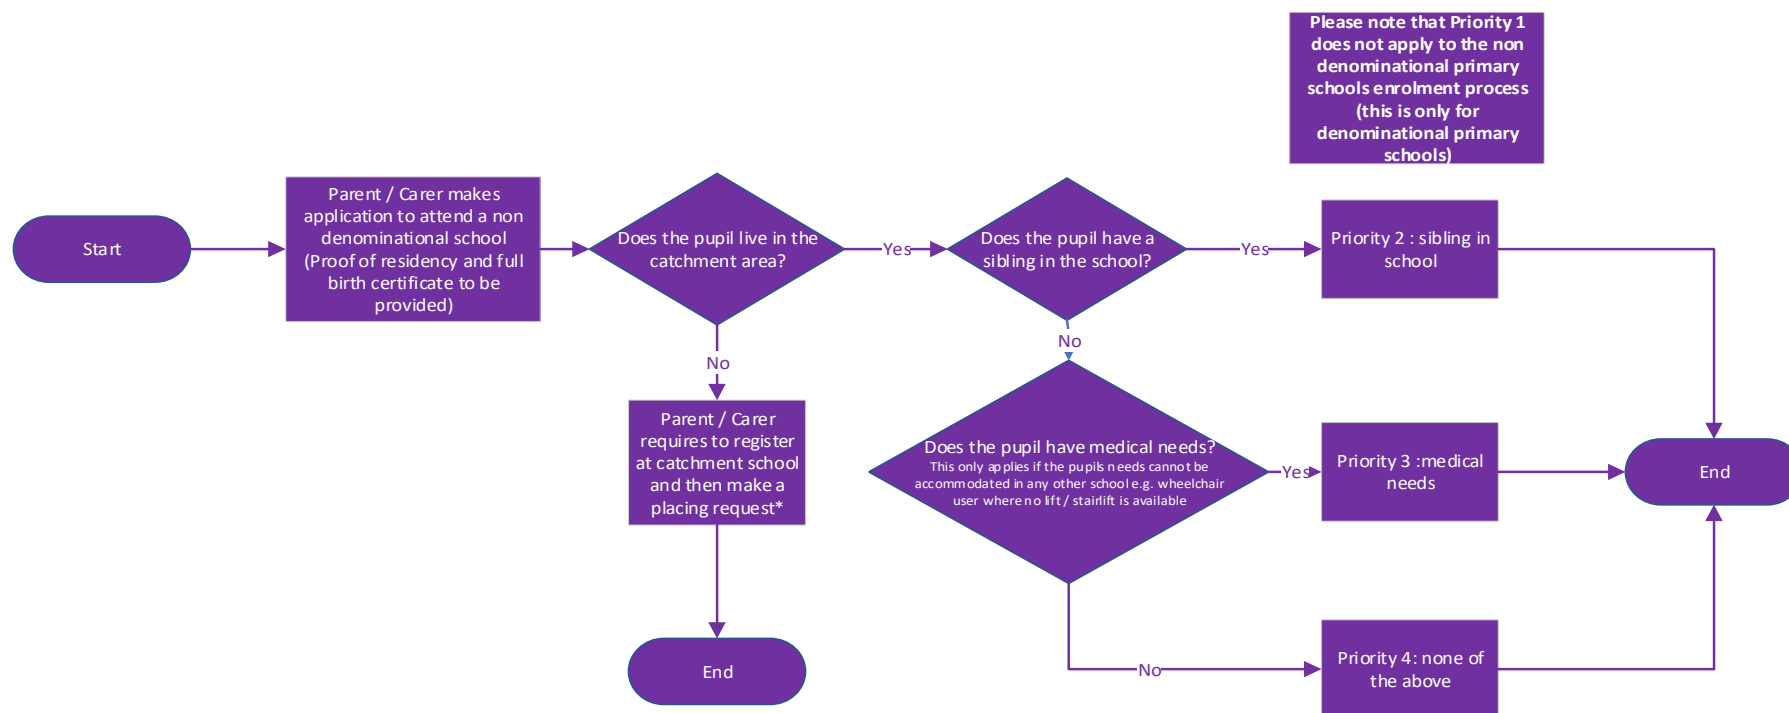 Please note that Priority 1
does not apply to the non
denominational primary
schools enrolment process
(this is only for
denominational primary
schools)
Start
Parent / Carer makes
application to attend a non
denominational school
(Proof of residency and full
birth certificate to be
provided)
Does the pupil live in the
catchment area?
Yes
Does the pupil have a
sibling in the school?
Yes
Priority 2 : sibling in
school
No
No
Parent / Carer
requires to register
at catchment school
and then make a
placing request*
Does the pupil have medical needs?
This only applies if the pupils needs cannot be
accommodated in any other school e.g. wheelchair
user where no lift / stairlift is available
Yes
Priority 3 :medical
needs
End
End
No
Priority 4: none of
the above